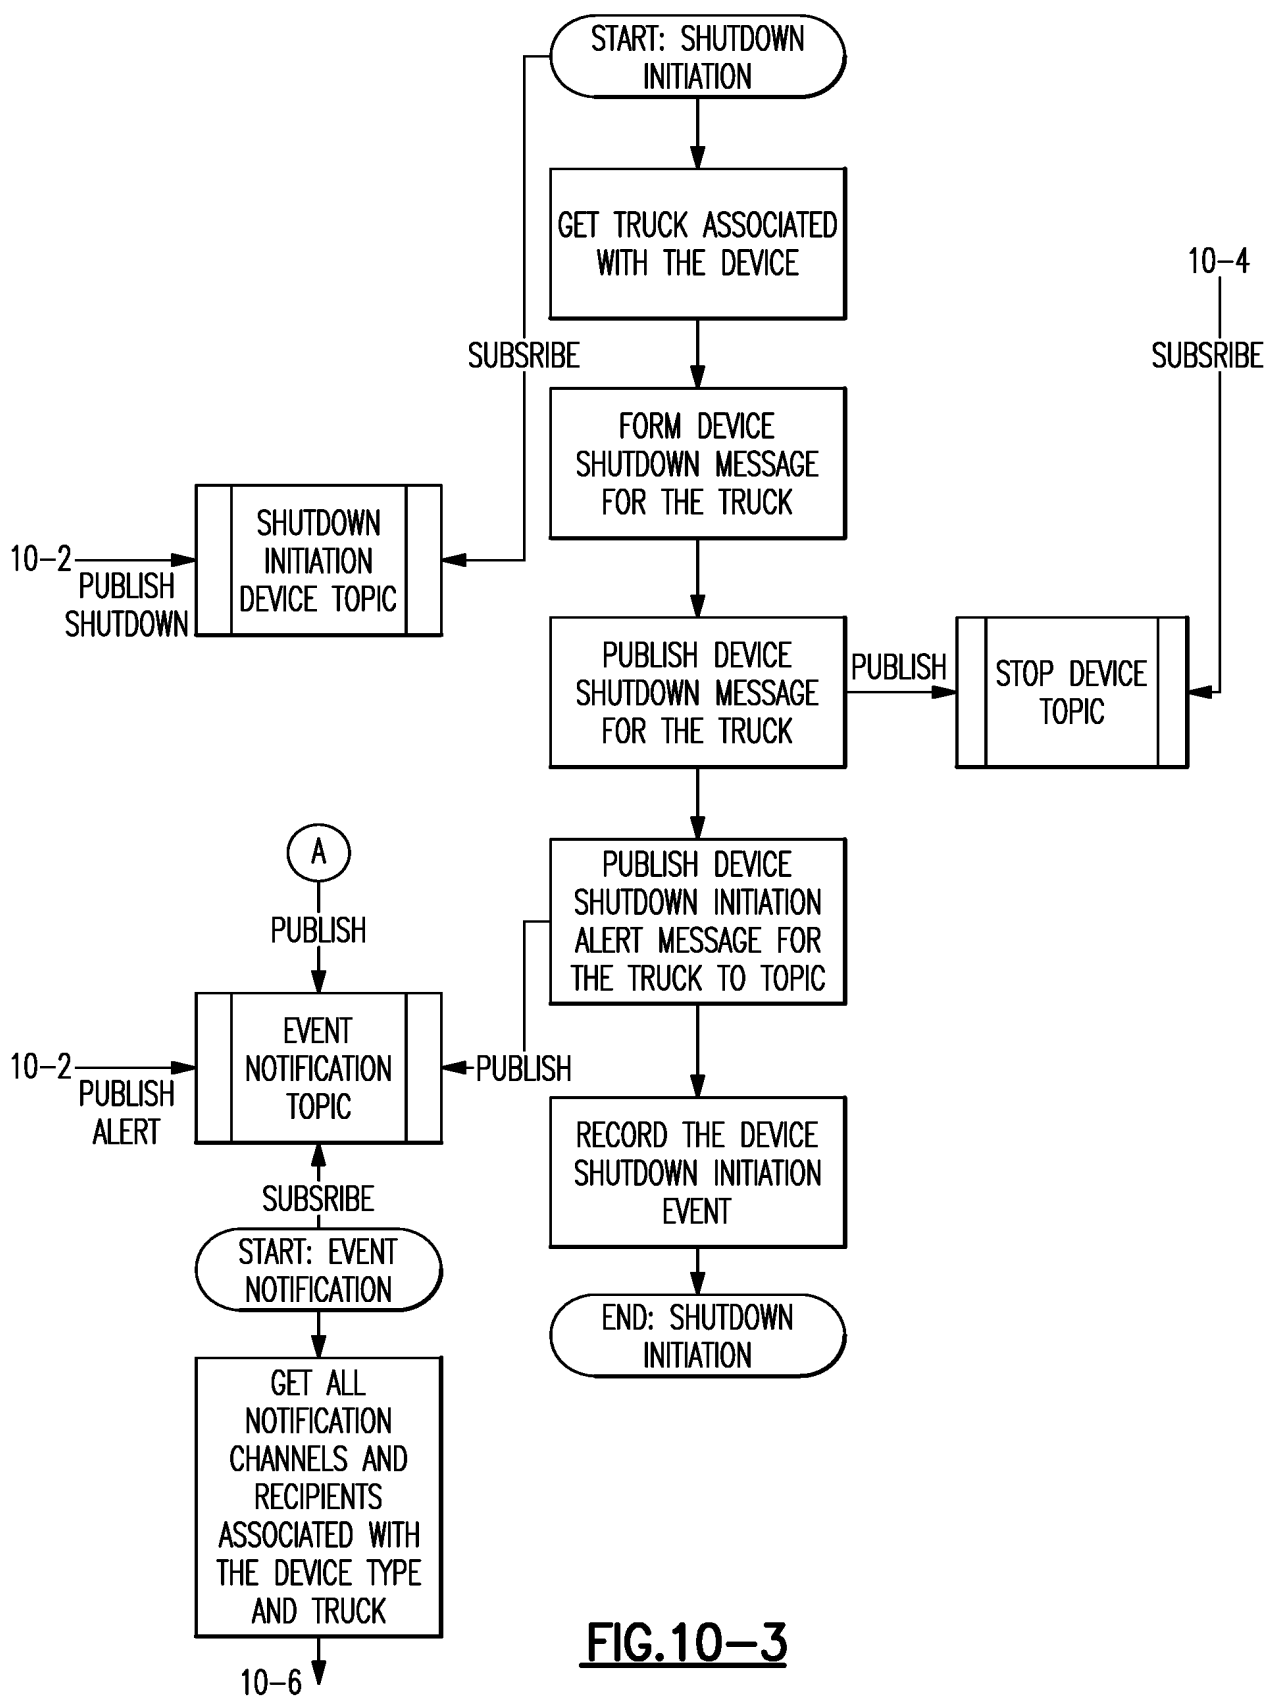 START: SHUTDOWN
INITIATION
GET TRUCK ASSOCIATED
WITH THE DEVICE
10-4
SUBSRIBE
SUBSRIBE
FORM DEVICE
SHUTDOWN MESSAGE
FOR THE TRUCK
SHUTDOWN
INITIATION
DEVICE TOPIC
10-2
PUBLISH
SHUTDOWN
PUBLISH DEVICE
SHUTDOWN MESSAGE
FOR THE TRUCK
PUBLISH
STOP DEVICE
TOPIC
A
PUBLISH
PUBLISH DEVICE
SHUTDOWN INITIATION
ALERT MESSAGE FOR
THE TRUCK TO TOPIC
EVENT
NOTIFICATION
TOPIC
10-2
PUBLISH
ALERT
PUBLISH
RECORD THE DEVICE
SHUTDOWN INITIATION
EVENT
SUBSRIBE
START: EVENT
NOTIFICATION
END: SHUTDOWN
INITIATION
GET ALL
NOTIFICATION
CHANNELS AND
RECIPIENTS
ASSOCIATED WITH
THE DEVICE TYPE
AND TRUCK
10-6
FIG.10-3